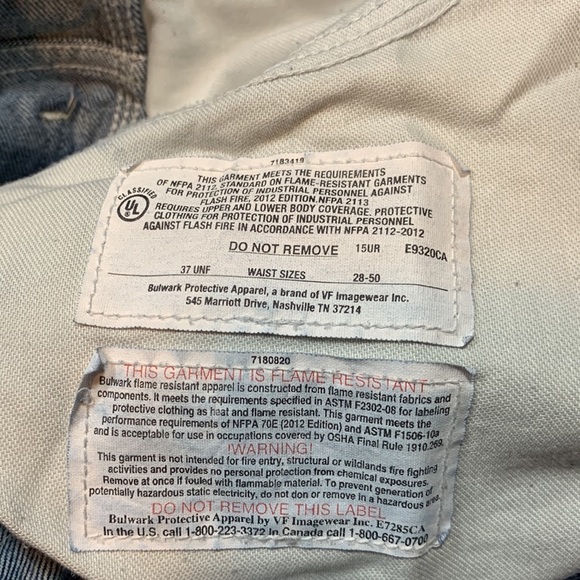 7183419
THIS GARMENT MEETS THE REQUIREMENTS
OF NFPA 2112, STANDARD ON FLAME-RESISTANT GARMENTS
FOR PROTECTION OF INDUSTRIAL PERSONNEL AGAINST
FLASH FIRE, 2012 EDITION.NFPA 2113
REQUIRES UPPER AND LOWER BODY COVERAGE. PROTECTIVE
CLOTHING FOR PROTECTION OF INDUSTRIAL PERSONNEL
AGAINST FLASH FIRE IN ACCORDANCE WITH NFPA 2112-2012
CLASSIFIED
UL
DO NOT REMOVE 15UR E9320CA
37 UNF WAIST SIZES 28-50
Bulwark Protective Apparel, a brand of VF Imagewear Inc.
545 Marriott Drive, Nashville TN 37214
7180820
THIS GARMENT IS FLAME RESISTANT
Bulwark flame resistant apparel is constructed from flame resistant fabrics and
components. It meets the requirements specified in ASTM F2302-08 for labeling
protective clothing as heat and flame resistant. This garment meets the
performance requirements of NFPA 70E (2012 Edition) and ASTM F1506-10a
and is acceptable for use in occupations covered by OSHA Final Rule 1910.269.
!WARNING!
This garment is not intended for fire entry, structural or wildlands fire fighting
activities and provides no personal protection from chemical exposures.
Remove at once if fouled with flammable material. To prevent generation of
potentially hazardous static electricity, do not don or remove in a hazardous area.
DO NOT REMOVE THIS LABEL
Bulwark Protective Apparel by VF Imagewear Inc. E7285CA
In the U.S. call 1-800-223-3372 In Canada call 1-800-667-0700